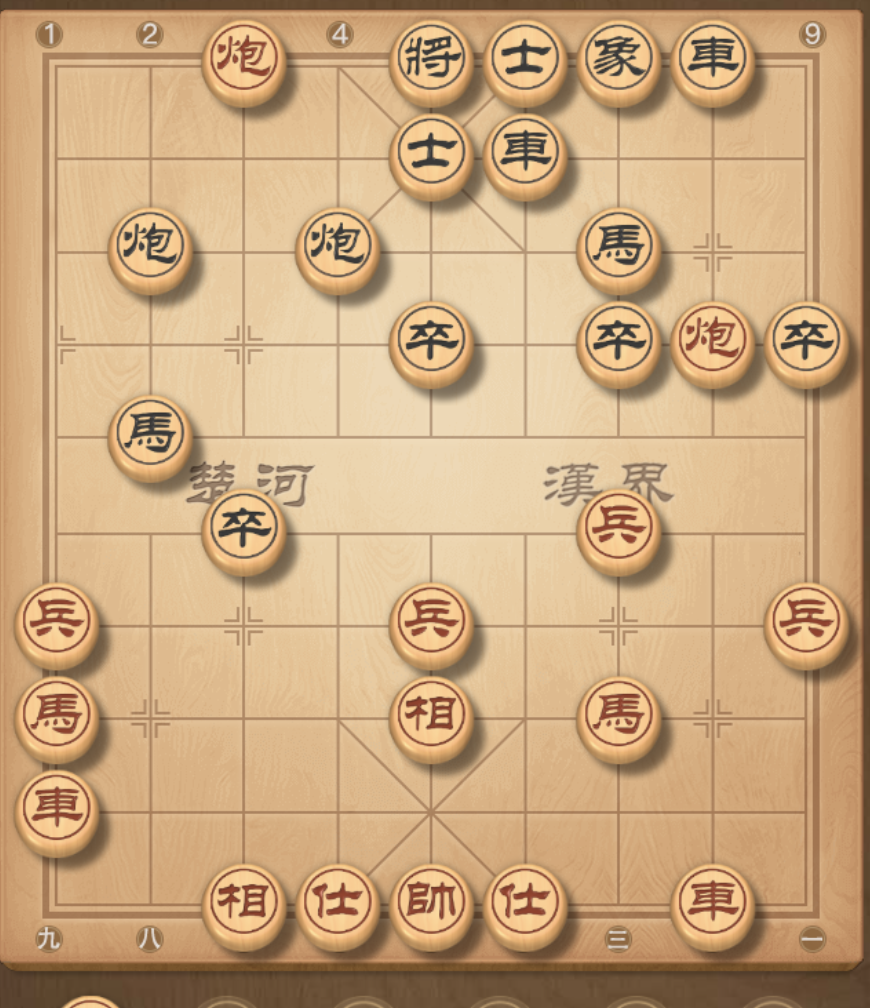 1 2 炮 4 將 士 象 車 9
士 車
炮 炮 馬
卒 卒 炮 卒
馬
楚河 漢界
卒 兵
兵 兵 兵
馬 相 馬
車
相 仕 帥 仕 車
九 八 三 一